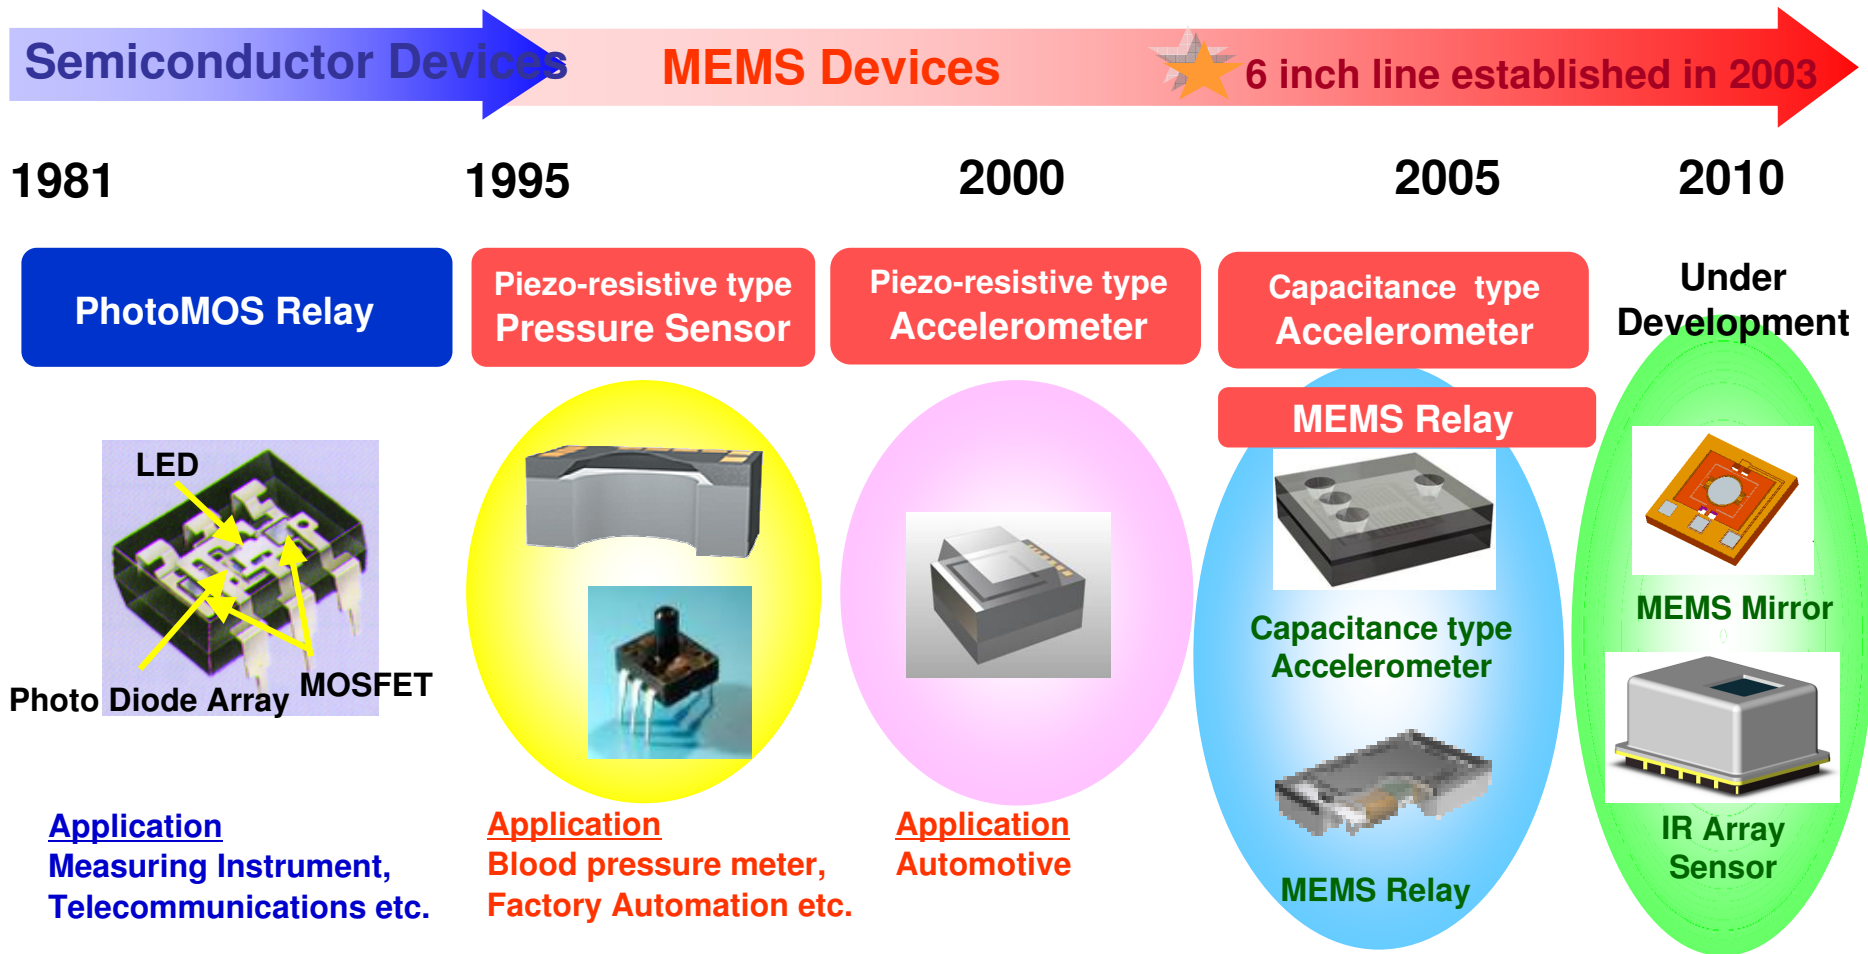 Semiconductor Devices
MEMS Devices
6 inch line established in 2003
1981
1995
2000
2005
2010
PhotoMOS Relay
Piezo-resistive type
Pressure Sensor
Piezo-resistive type
Accelerometer
Capacitance type
Accelerometer
MEMS Relay
Under
Development
LED
Photo Diode Array
MOSFET
Capacitance type
Accelerometer
MEMS Relay
MEMS Mirror
IR Array
Sensor
Application
Measuring Instrument,
Telecommunications etc.
Application
Blood pressure meter,
Factory Automation etc.
Application
Automotive